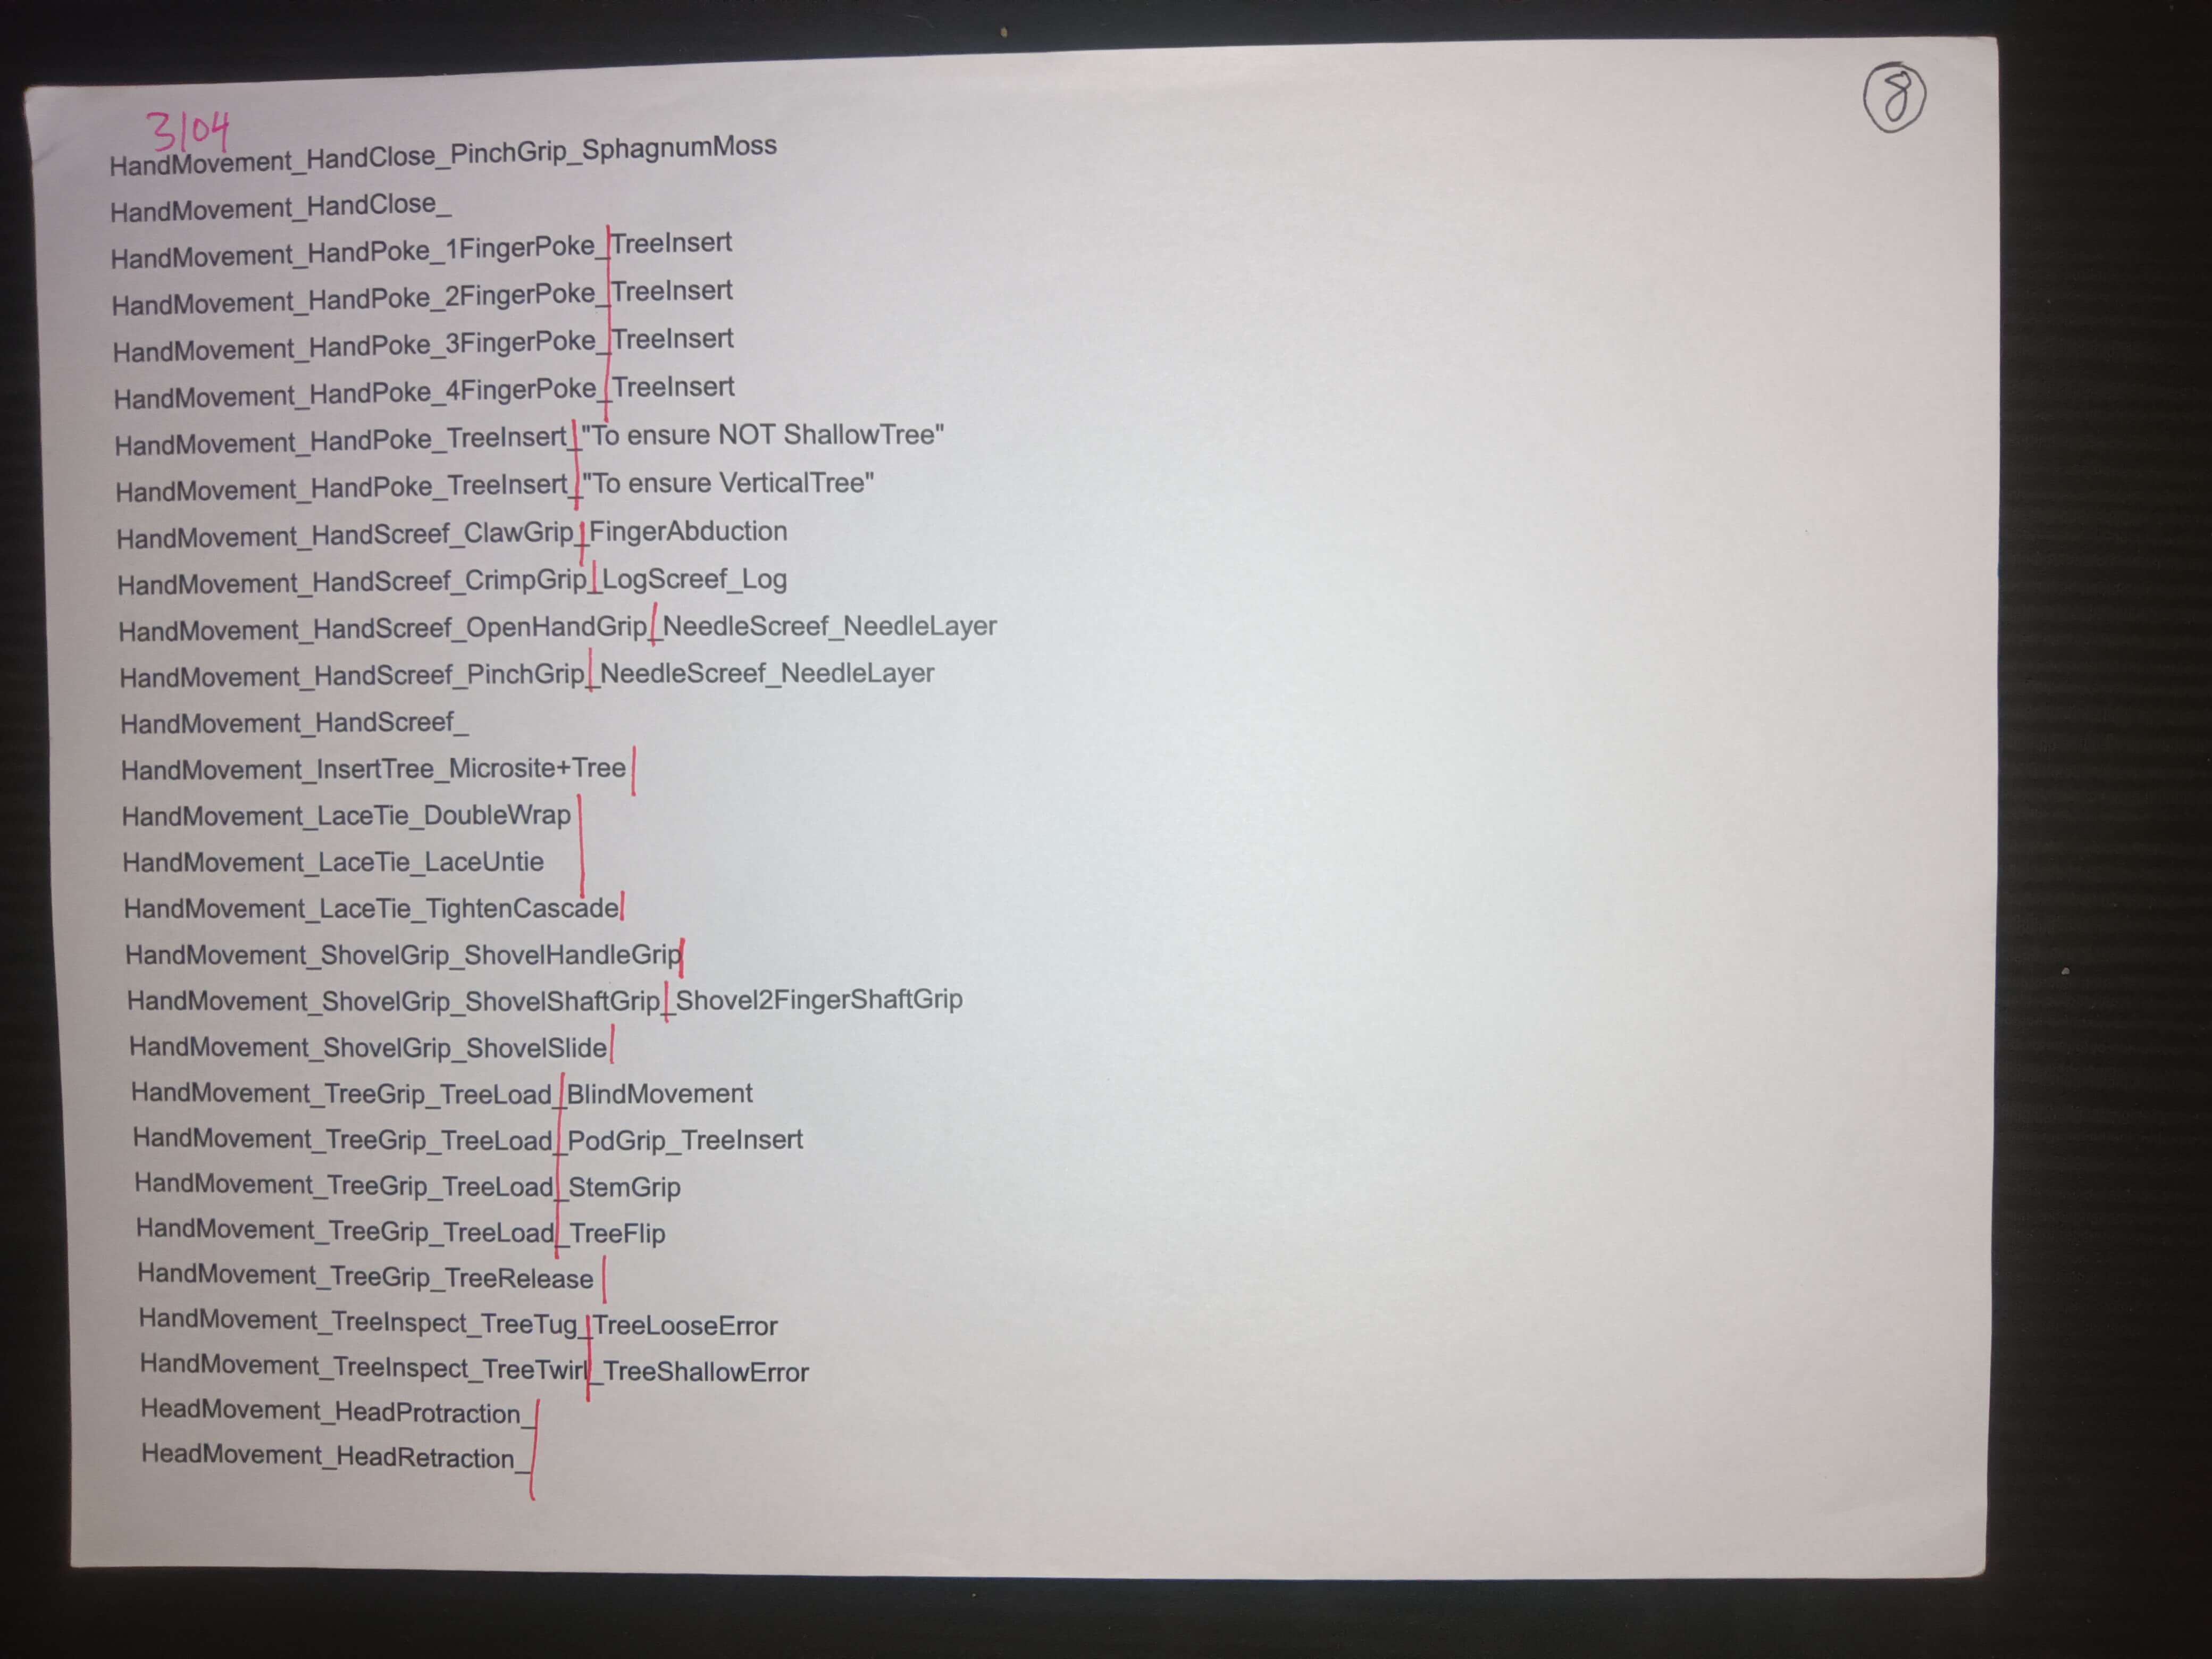 8
3/04
HandMovement_HandClose_PinchGrip_SphagnumMoss
HandMovement_HandClose_
HandMovement_HandPoke_1FingerPoke_TreeInsert
HandMovement_HandPoke_2FingerPoke_TreeInsert
HandMovement_HandPoke_3FingerPoke_TreeInsert
HandMovement_HandPoke_4FingerPoke_TreeInsert
HandMovement_HandPoke_TreeInsert_"To ensure NOT ShallowTree"
HandMovement_HandPoke_TreeInsert_"To ensure VerticalTree"
HandMovement_HandScreef_ClawGrip_FingerAbduction
HandMovement_HandScreef_CrimpGrip_LogScreef_Log
HandMovement_HandScreef_OpenHandGrip_NeedleScreef_NeedleLayer
HandMovement_HandScreef_PinchGrip_NeedleScreef_NeedleLayer
HandMovement_HandScreef_
HandMovement_InsertTree_Microsite+Tree
HandMovement_LaceTie_DoubleWrap
HandMovement_LaceTie_LaceUntie
HandMovement_LaceTie_TightenCascade
HandMovement_ShovelGrip_ShovelHandleGrip
HandMovement_ShovelGrip_ShovelShaftGrip_Shovel2FingerShaftGrip
HandMovement_ShovelGrip_ShovelSlide
HandMovement_TreeGrip_TreeLoad_BlindMovement
HandMovement_TreeGrip_TreeLoad_PodGrip_TreeInsert
HandMovement_TreeGrip_TreeLoad_StemGrip
HandMovement_TreeGrip_TreeLoad_TreeFlip
HandMovement_TreeGrip_TreeRelease
HandMovement_TreeInspect_TreeTug_TreeLooseError
HandMovement_TreeInspect_TreeTwirl_TreeShallowError
HeadMovement_HeadProtraction_
HeadMovement_HeadRetraction_